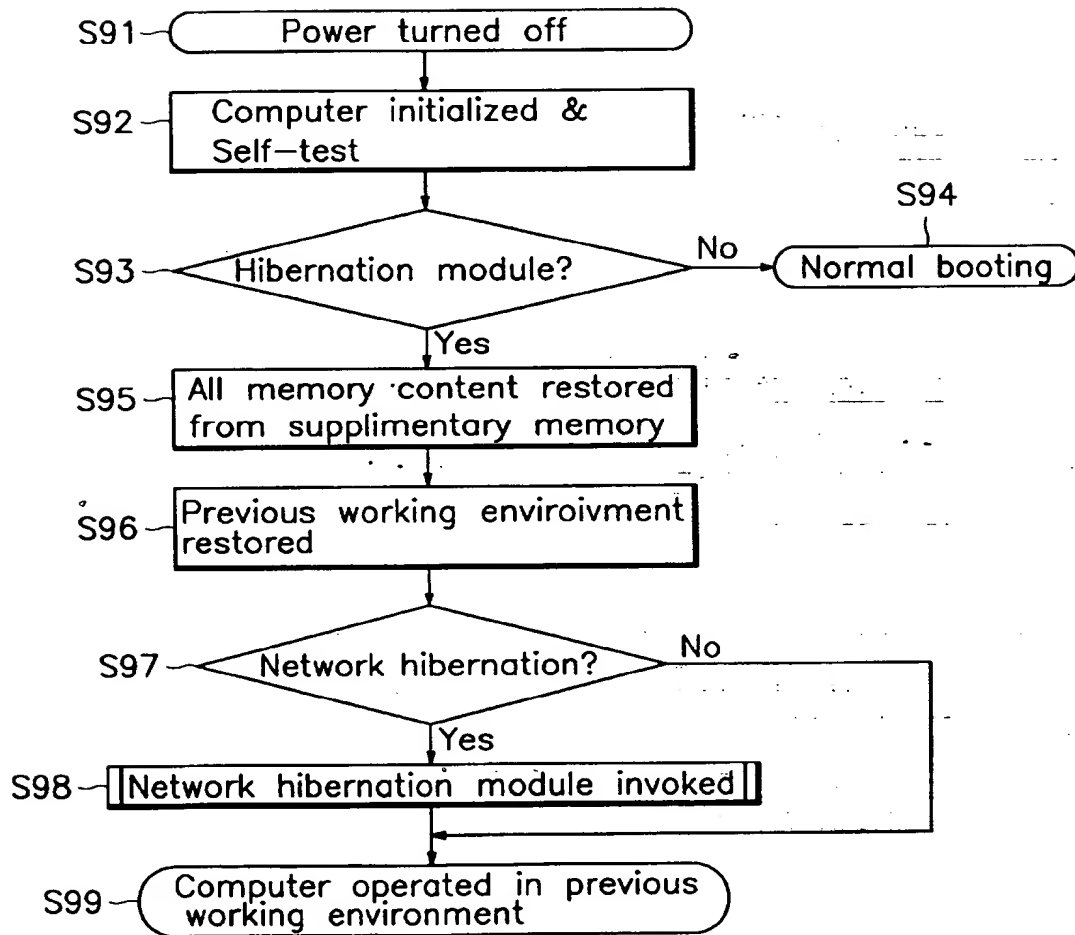 S91
Power turned off
S92
Computer initialized &
Self-test
S93
Hibernation module?
No
S94
Normal booting
Yes
S95
All memory content restored
from supplimentary memory
S96
Previous working enviroivment
restored
S97
Network hibernation?
No
Yes
S98
Network hibernation module invoked
S99
Computer operated in previous
working environment